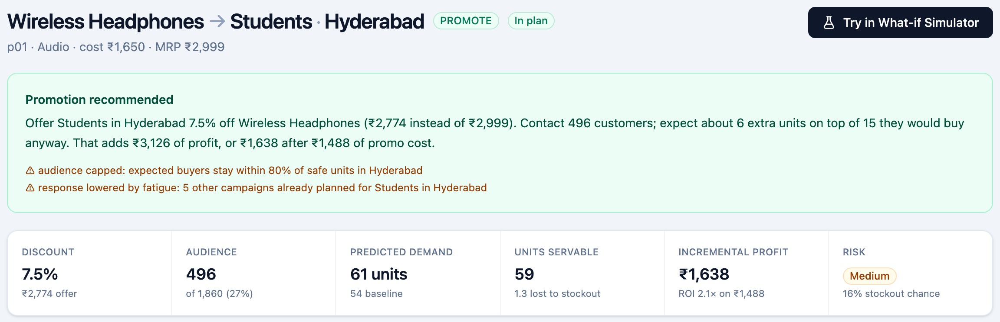 Wireless Headphones → Students · Hyderabad PROMOTE In plan
Try in What-if Simulator
p01 · Audio · cost ₹1,650 · MRP ₹2,999
Promotion recommended
Offer Students in Hyderabad 7.5% off Wireless Headphones (₹2,774 instead of ₹2,999). Contact 496 customers; expect about 6 extra units on top of 15 they would buy
anyway. That adds ₹3,126 of profit, or ₹1,638 after ₹1,488 of promo cost.
⚠ audience capped: expected buyers stay within 80% of safe units in Hyderabad
⚠ response lowered by fatigue: 5 other campaigns already planned for Students in Hyderabad
DISCOUNT
7.5%
₹2,774 offer
AUDIENCE
496
of 1,860 (27%)
PREDICTED DEMAND
61 units
54 baseline
UNITS SERVABLE
59
1.3 lost to stockout
INCREMENTAL PROFIT
₹1,638
ROI 2.1× on ₹1,488
RISK
Medium
16% stockout chance